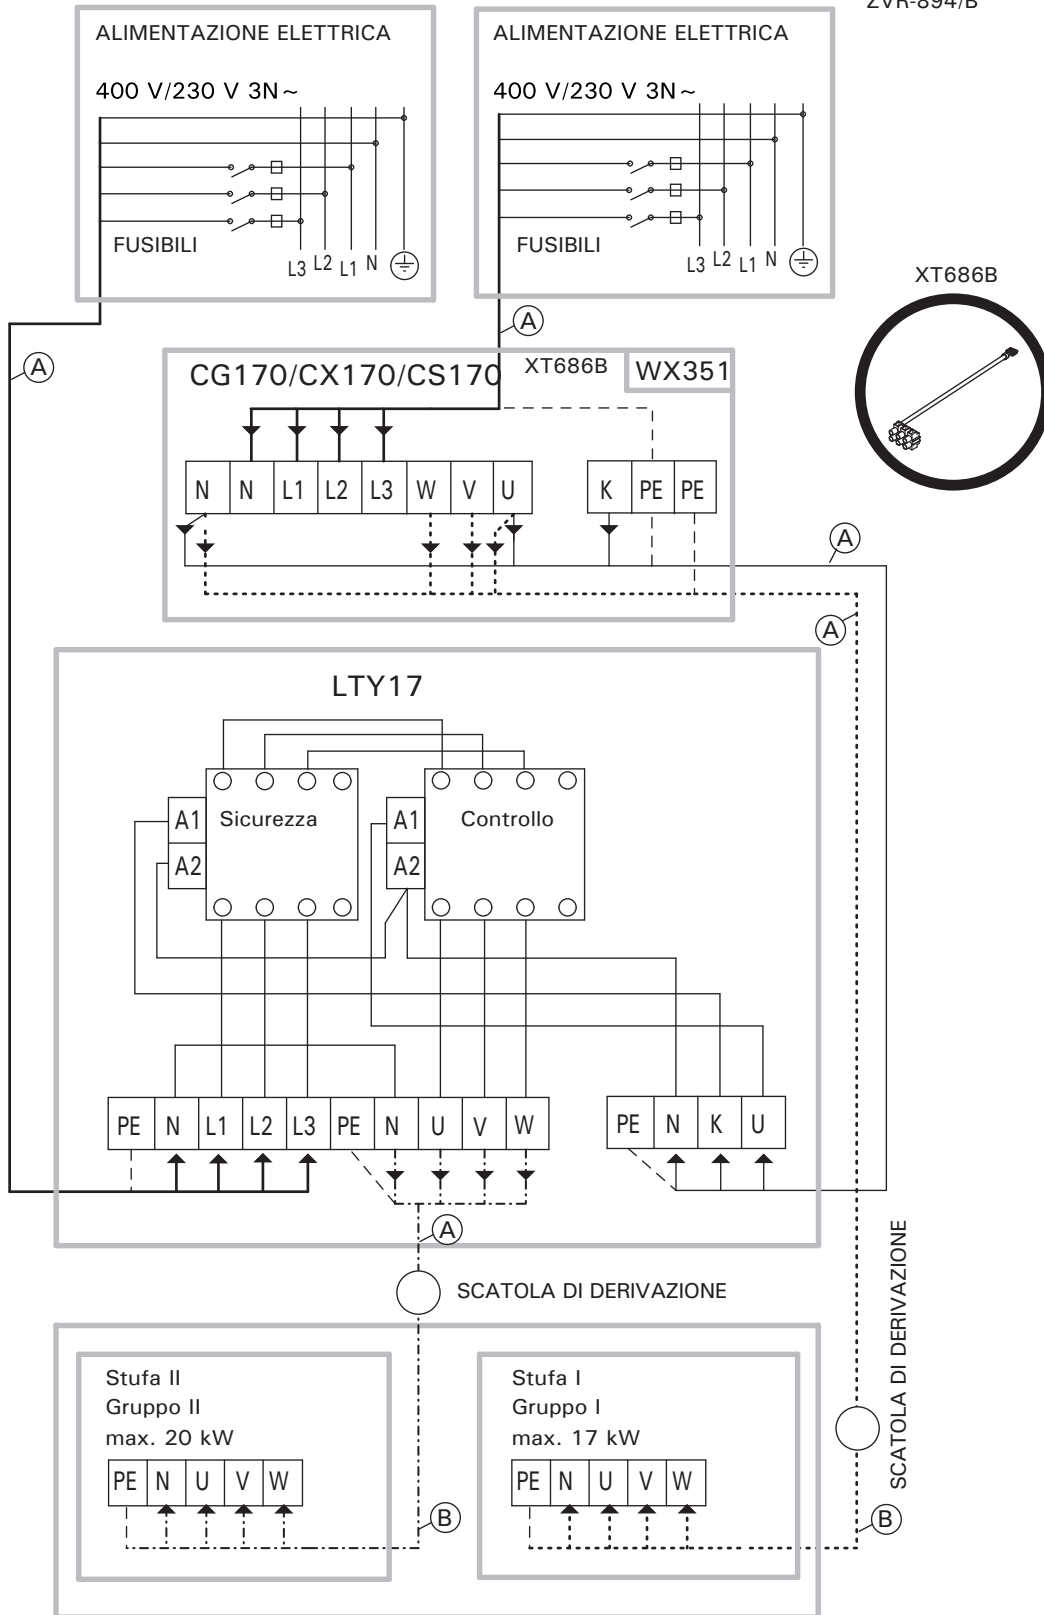 ZVR-894/B
ALIMENTAZIONE ELETTRICA
400 V/230 V 3N~
FUSIBILI
L3 L2 L1 N
ALIMENTAZIONE ELETTRICA
400 V/230 V 3N~
FUSIBILI
L3 L2 L1 N
XT686B
A
A
CG170/CX170/CS170
XT686B
WX351
N N L1 L2 L3 W V U
K PE PE
A
A
LTY17
A1 Sicurezza
A2
A1 Controllo
A2
PE N L1 L2 L3 PE N U V W
PE N K U
A
SCATOLA DI DERIVAZIONE
SCATOLA DI DERIVAZIONE
Stufa II
Gruppo II
max. 20 kW
PE N U V W
B
Stufa I
Gruppo I
max. 17 kW
PE N U V W
B